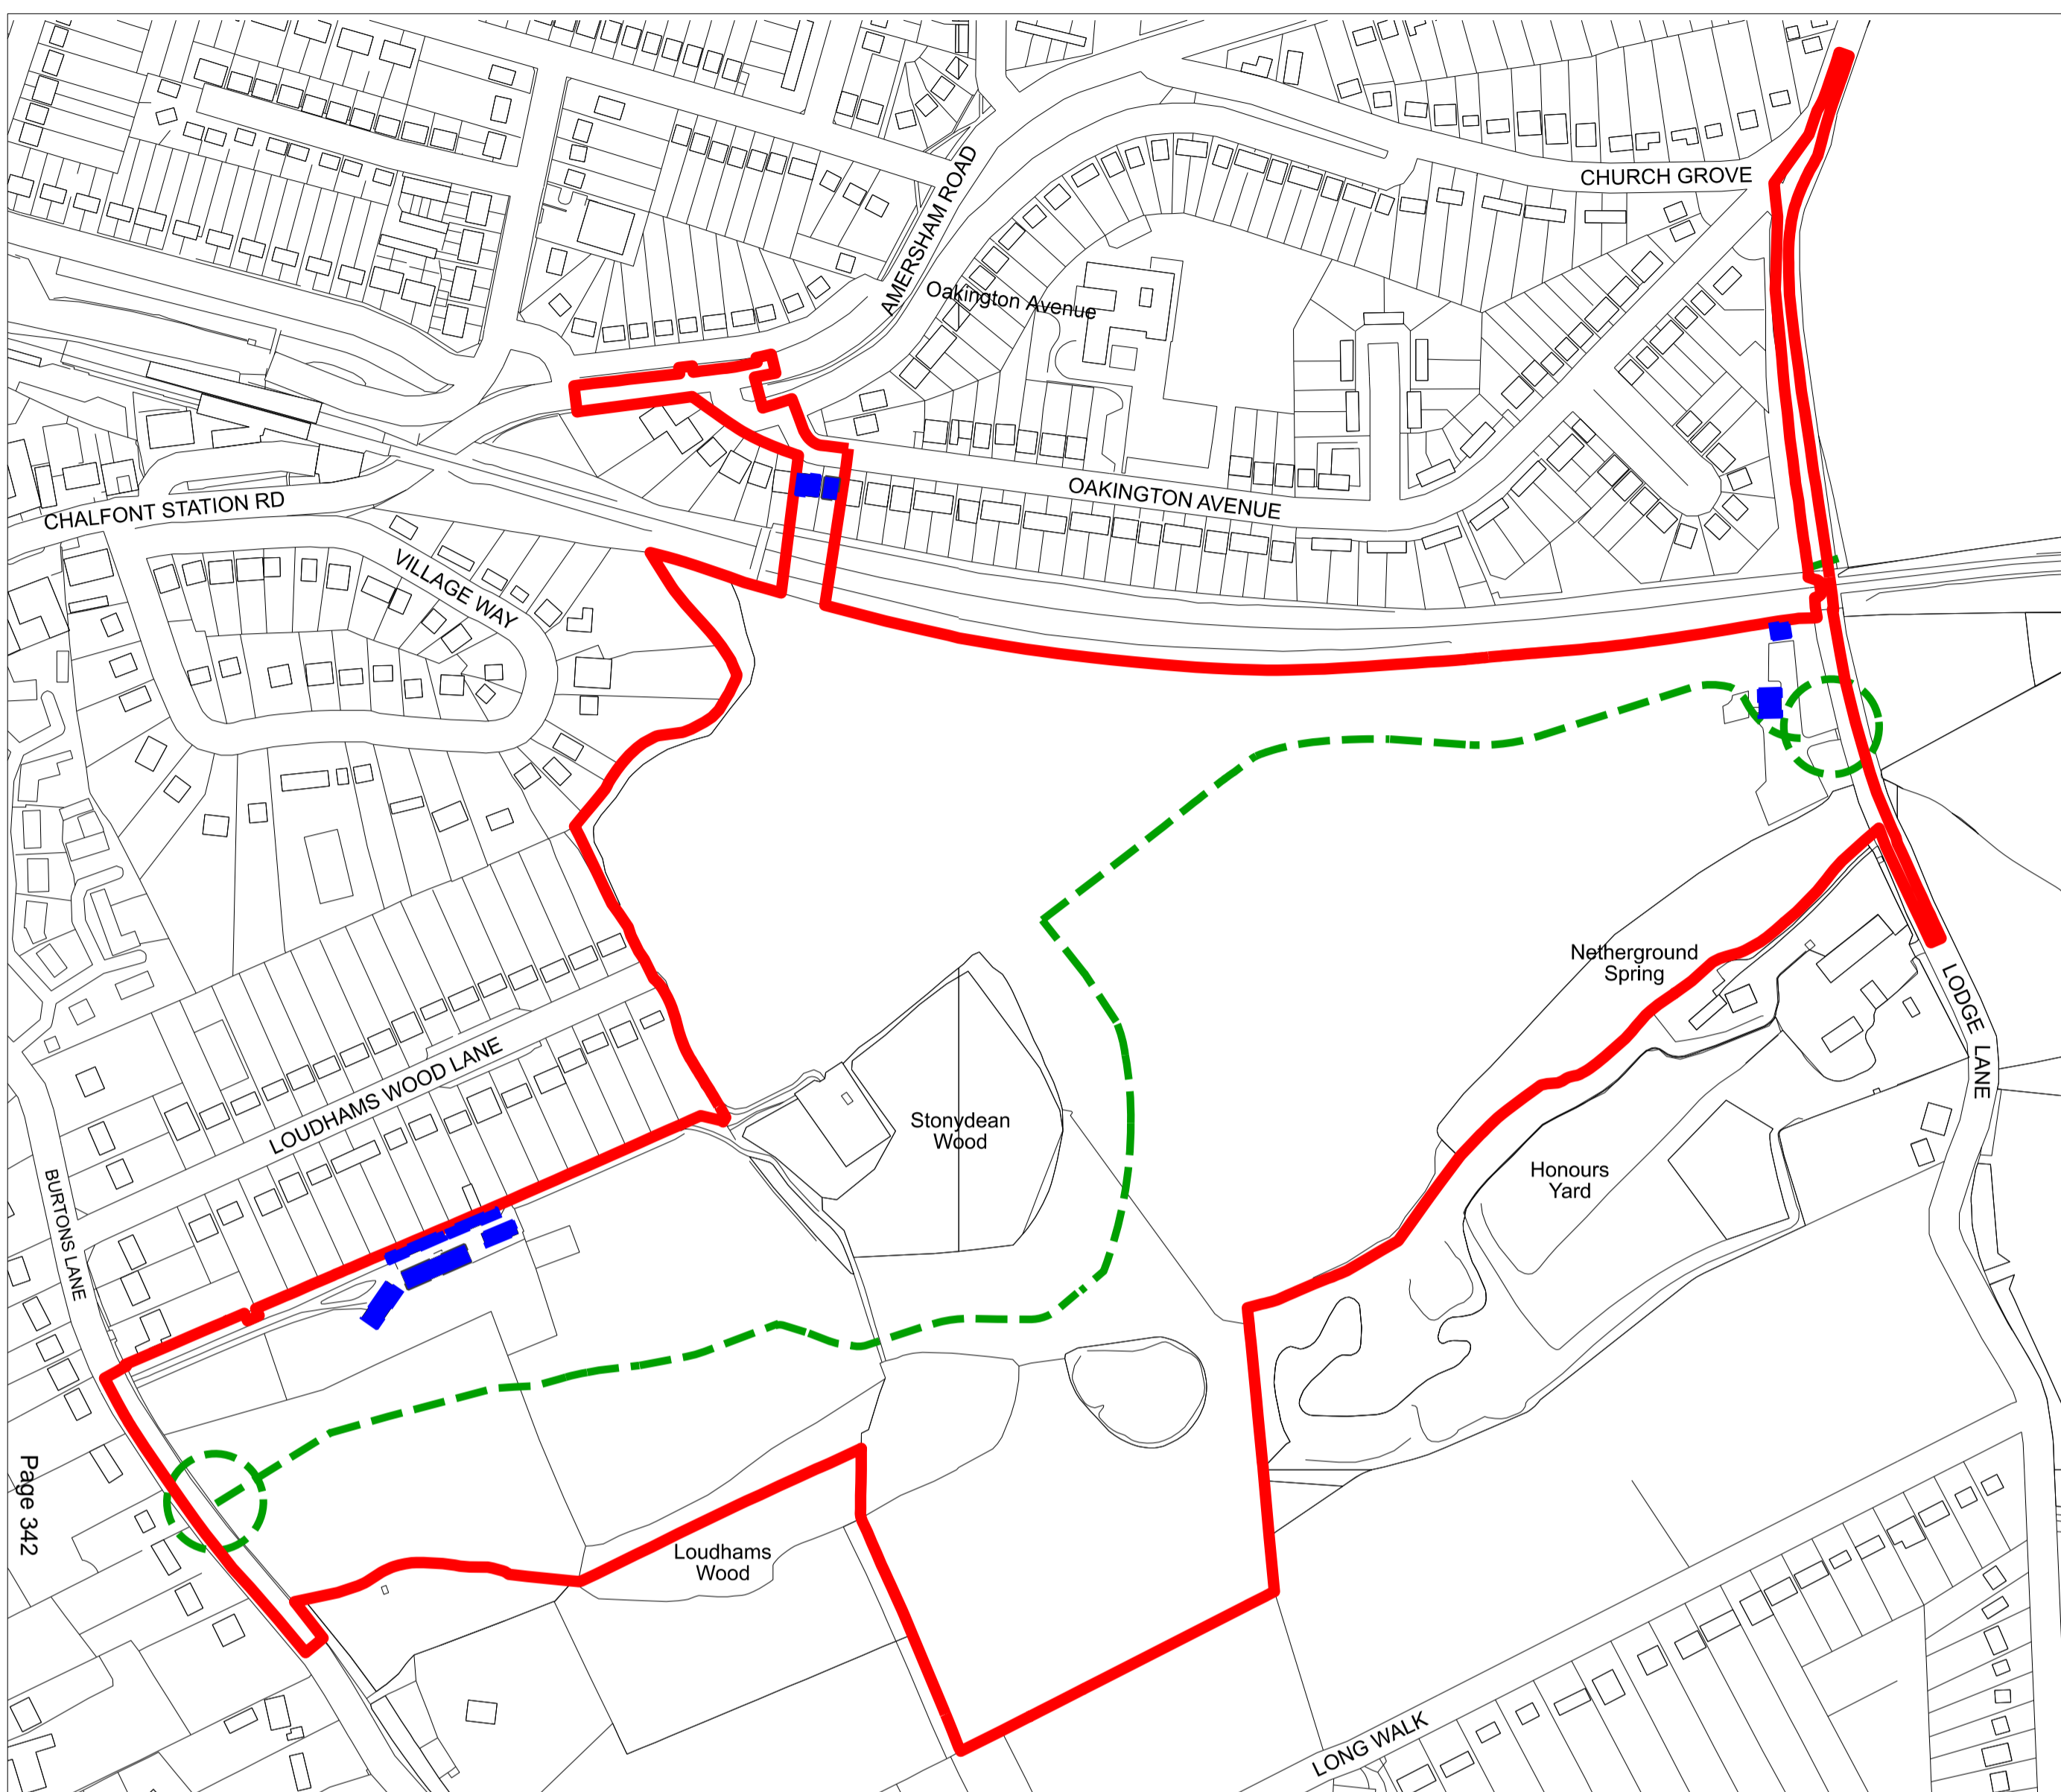 CHURCH GROVE
AMERSHAM ROAD
Oakington Avenue
OAKINGTON AVENUE
CHALFONT STATION RD
VILLAGE WAY
Netherground
Spring
LODGE LANE
LOUDHAMS WOOD LANE
Stonydean
Wood
Honours
Yard
BURTONS LANE
Page 342
Loudhams
Wood
LONG WALK